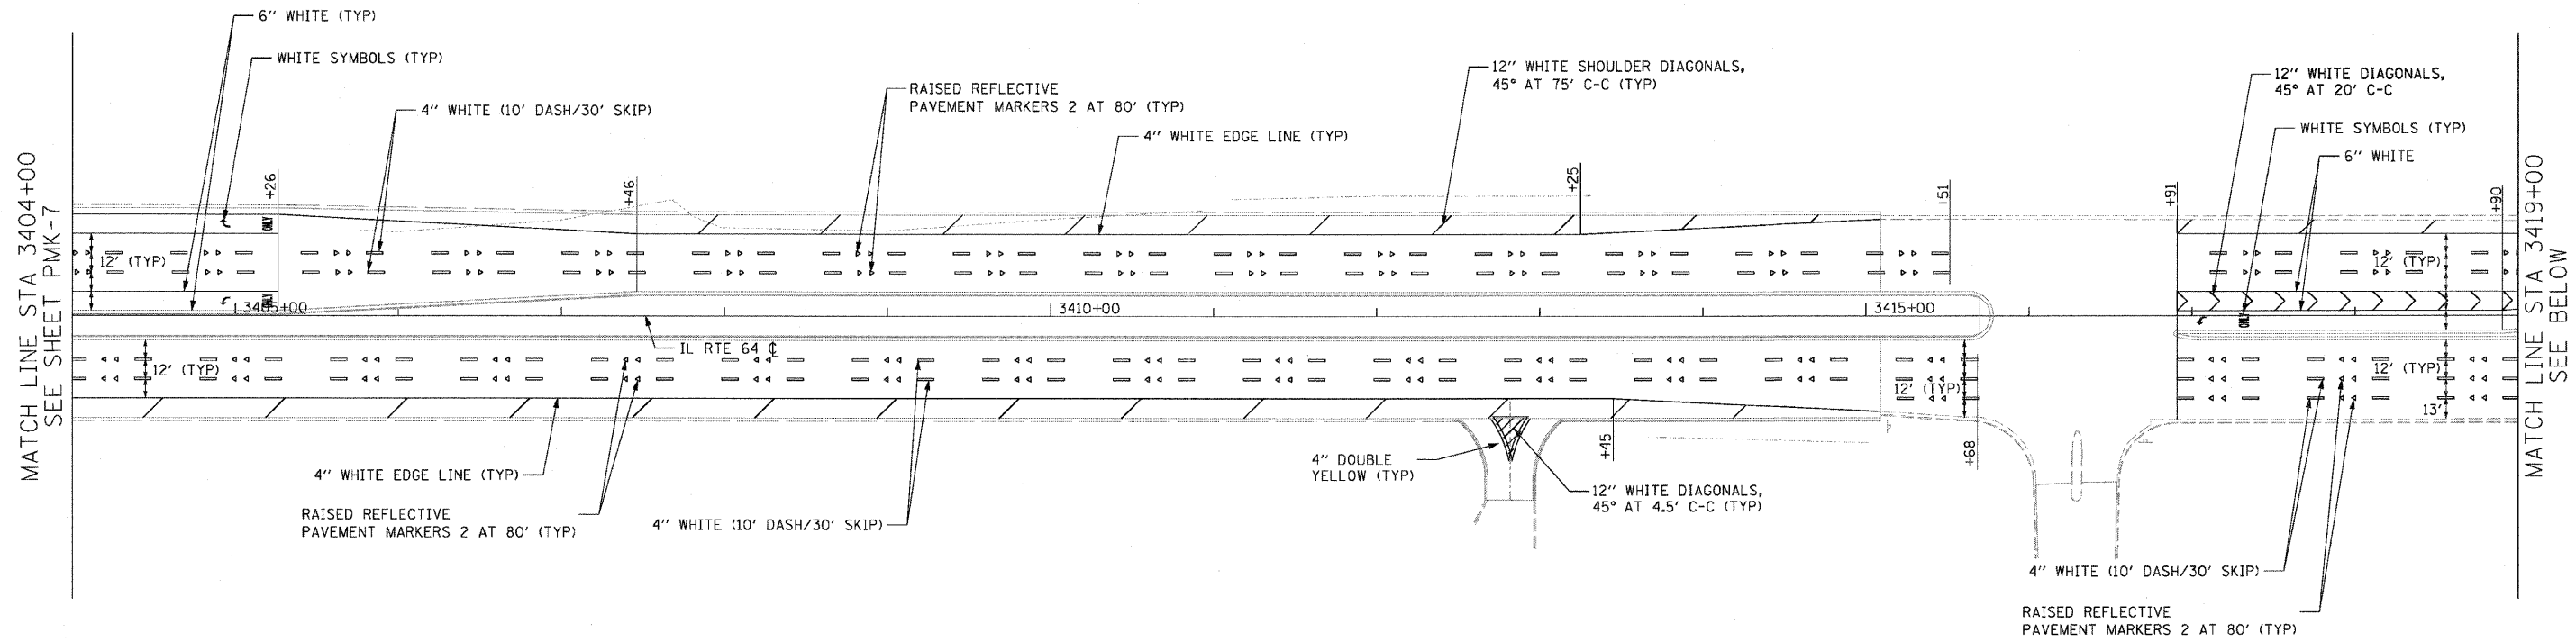 6" WHITE (TYP)
WHITE SYMBOLS (TYP)
4" WHITE (10' DASH/30' SKIP)
RAISED REFLECTIVE
PAVEMENT MARKERS 2 AT 80' (TYP)
4" WHITE EDGE LINE (TYP)
12" WHITE SHOULDER DIAGONALS,
45° AT 75' C-C (TYP)
12" WHITE DIAGONALS,
45° AT 20' C-C
WHITE SYMBOLS (TYP)
6" WHITE
MATCH LINE STA 3404+00
SEE SHEET PMK-7
+26
+46
+25
+51
+91
+90
MATCH LINE STA 3419+00
SEE BELOW
ONLY
12' (TYP)
ONLY
3405+00
3410+00
3415+00
12' (TYP)
IL RTE 64 ℄
12' (TYP)
12' (TYP)
12' (TYP)
13'
+45
+68
4" WHITE EDGE LINE (TYP)
RAISED REFLECTIVE
PAVEMENT MARKERS 2 AT 80' (TYP)
4" WHITE (10' DASH/30' SKIP)
4" DOUBLE
YELLOW (TYP)
12" WHITE DIAGONALS,
45° AT 4.5' C-C (TYP)
4" WHITE (10' DASH/30' SKIP)
RAISED REFLECTIVE
PAVEMENT MARKERS 2 AT 80' (TYP)